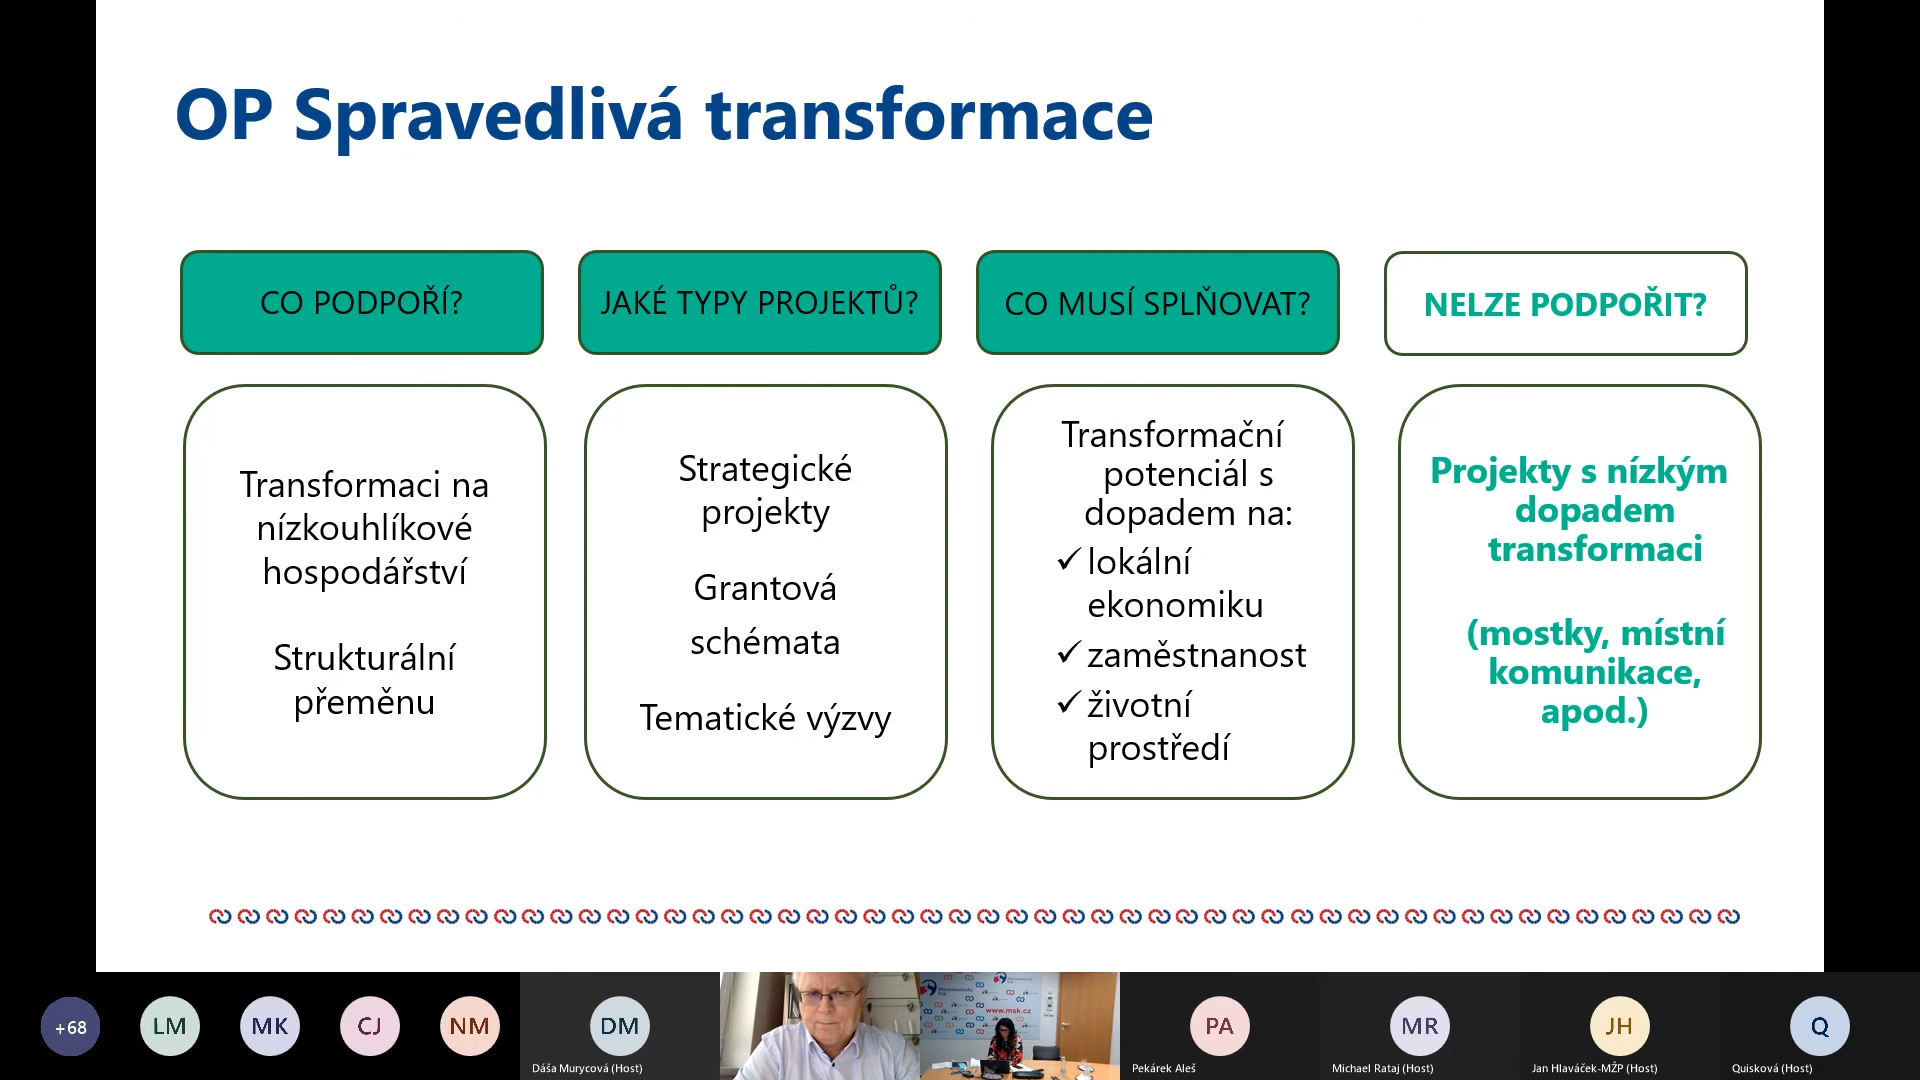 OP Spravedlivá transformace
CO PODPOŘÍ?
JAKÉ TYPY PROJEKTŮ?
CO MUSÍ SPLŇOVAT?
NELZE PODPOŘIT?
Transformaci na
nízkouhlíkové
hospodářství
Strukturální
přeměnu
Strategické
projekty
Grantová
schémata
Tematické výzvy
Transformační
potenciál s
dopadem na:
✓ lokální
ekonomiku
✓ zaměstnanost
✓ životní
prostředí
Projekty s nízkým
dopadem
transformaci
(mostky, místní
komunikace,
apod.)
+68
LM
MK
CJ
NM
DM
Dáša Murycová (Host)
www.msk.cz
PA
Pekárek Aleš
MR
Michael Rataj (Host)
JH
Jan Hlaváček-MŽP (Host)
Q
Quisková (Host)